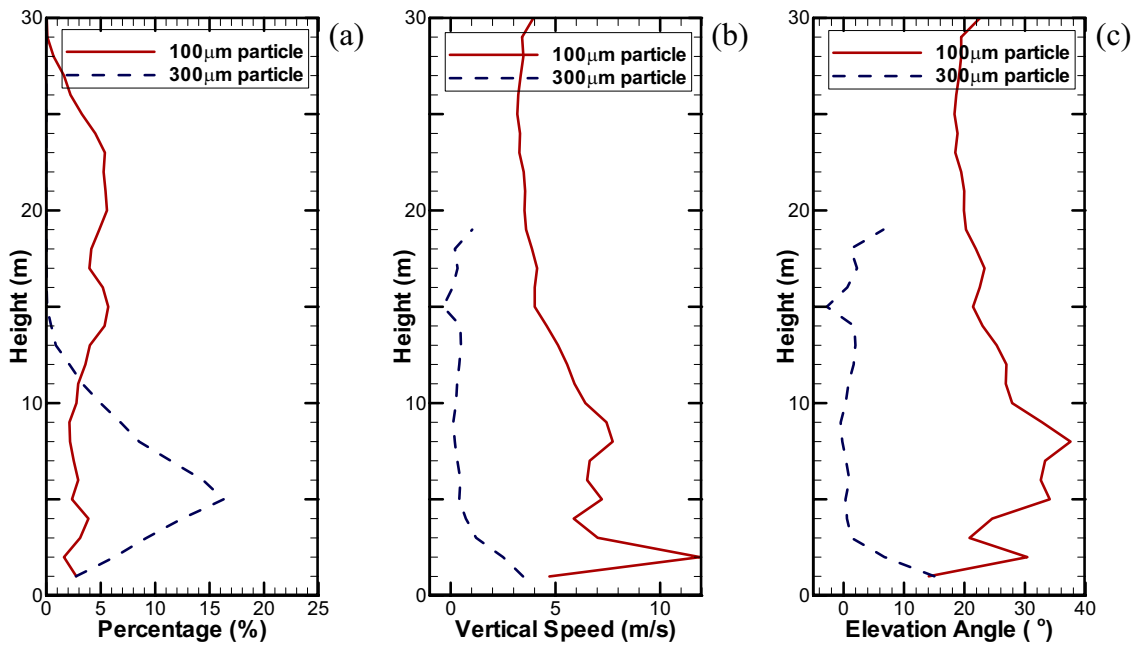 (a)
100μm particle
300μm particle
Height (m)
30
20
10
0
0 5 10 15 20 25
Percentage (%)
(b)
100μm particle
300μm particle
Height (m)
30
20
10
0
0 5 10
Vertical Speed (m/s)
(c)
100μm particle
300μm particle
Height (m)
30
20
10
0
0 10 20 30 40
Elevation Angle ( °)